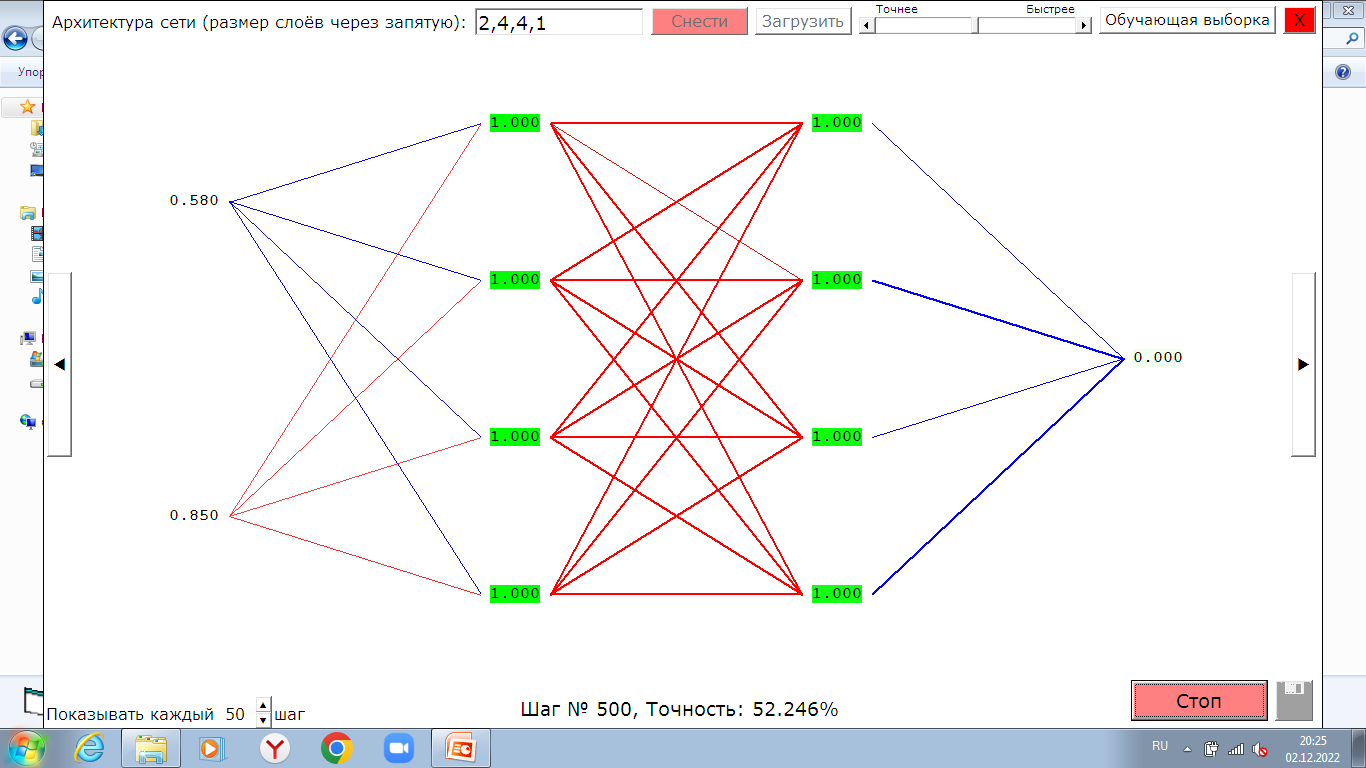 Архитектура сети (размер слоёв через запятую): 2,4,4,1 Снести Загрузить Точнее Быстрее Обучающая выборка X
Упор
1.000 1.000
0.580
1.000 1.000
0.000
1.000 1.000
0.850
1.000 1.000
Показывать каждый 50 шаг
Шаг № 500, Точность: 52.246%
Стоп
RU
20:25
02.12.2022